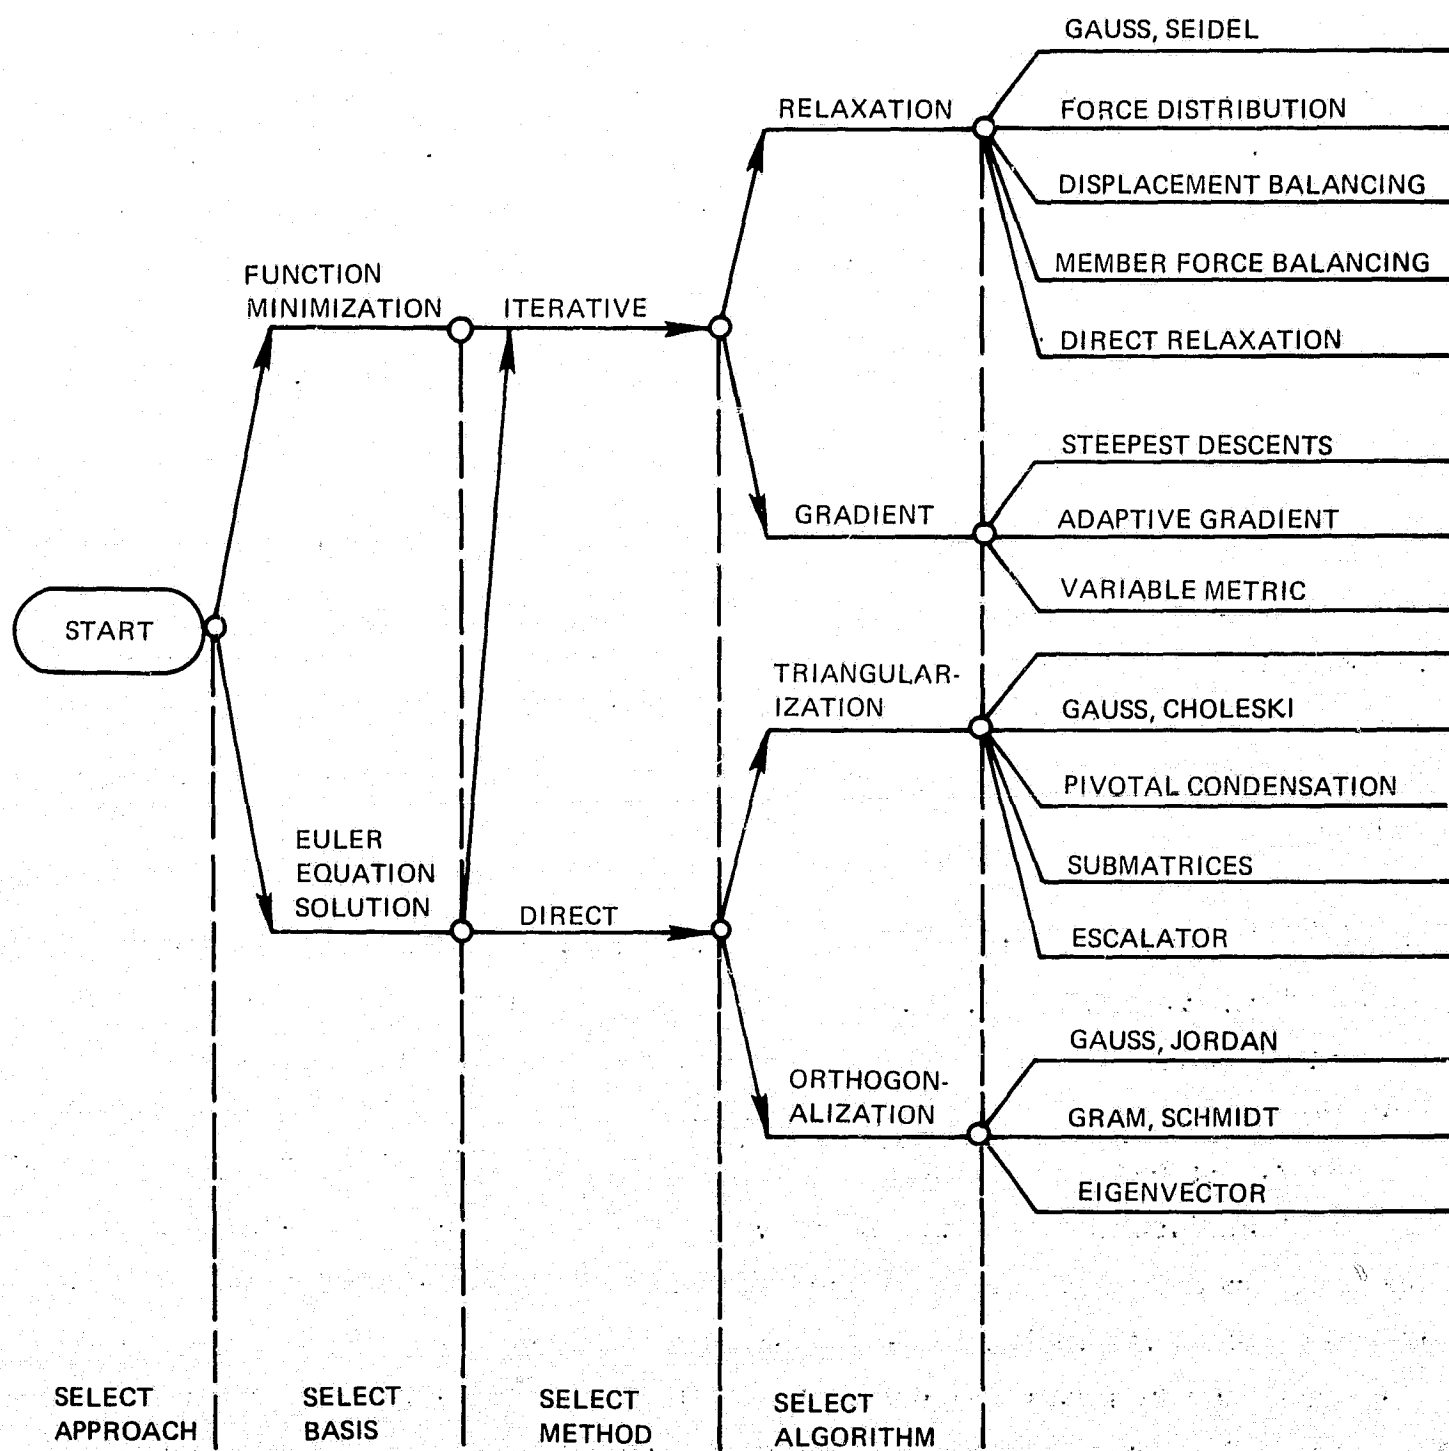 GAUSS, SEIDEL
RELAXATION
FORCE DISTRIBUTION
DISPLACEMENT BALANCING
MEMBER FORCE BALANCING
DIRECT RELAXATION
FUNCTION
MINIMIZATION
ITERATIVE
STEEPEST DESCENTS
GRADIENT
ADAPTIVE GRADIENT
VARIABLE METRIC
START
TRIANGULAR-
IZATION
GAUSS, CHOLESKI
PIVOTAL CONDENSATION
SUBMATRICES
ESCALATOR
EULER
EQUATION
SOLUTION
DIRECT
GAUSS, JORDAN
ORTHOGON-
ALIZATION
GRAM, SCHMIDT
EIGENVECTOR
SELECT
APPROACH
SELECT
BASIS
SELECT
METHOD
SELECT
ALGORITHM